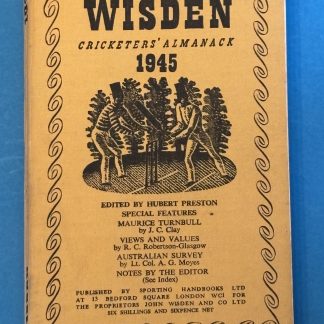 WISDEN
CRICKETERS' ALMANACK
1945
EDITED BY HUBERT PRESTON
SPECIAL FEATURES
MAURICE TURNBULL
by J. C. Clay
VIEWS AND VALUES
by R. C. Robertson-Glasgow
AUSTRALIAN SURVEY
by Lt. Col. A. G. Moyes
NOTES BY THE EDITOR
(See Index)
PUBLISHED BY SPORTING HANDBOOKS LTD
AT 13 BEDFORD SQUARE LONDON WC1 FOR
THE PROPRIETORS JOHN WISDEN AND CO LTD
SIX SHILLINGS AND SIXPENCE NET